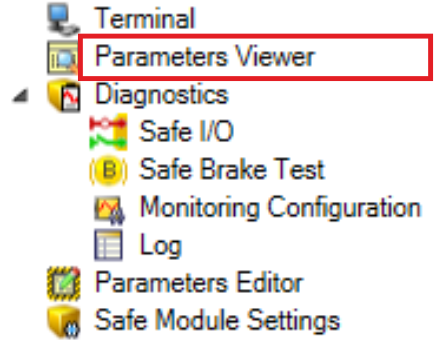 Terminal
Parameters Viewer
Diagnostics
Safe I/O
B Safe Brake Test
Monitoring Configuration
Log
Parameters Editor
Safe Module Settings